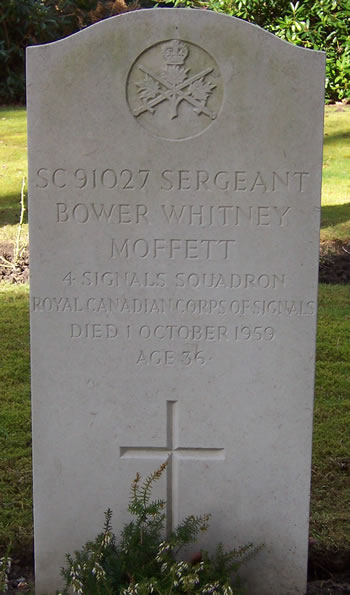 SC 91027 SERGEANT
BOWER WHITNEY
MOFFETT
4 SIGNALS SQUADRON
ROYAL CANADIAN CORPS OF SIGNALS
DIED 1 OCTOBER 1959
AGE 36